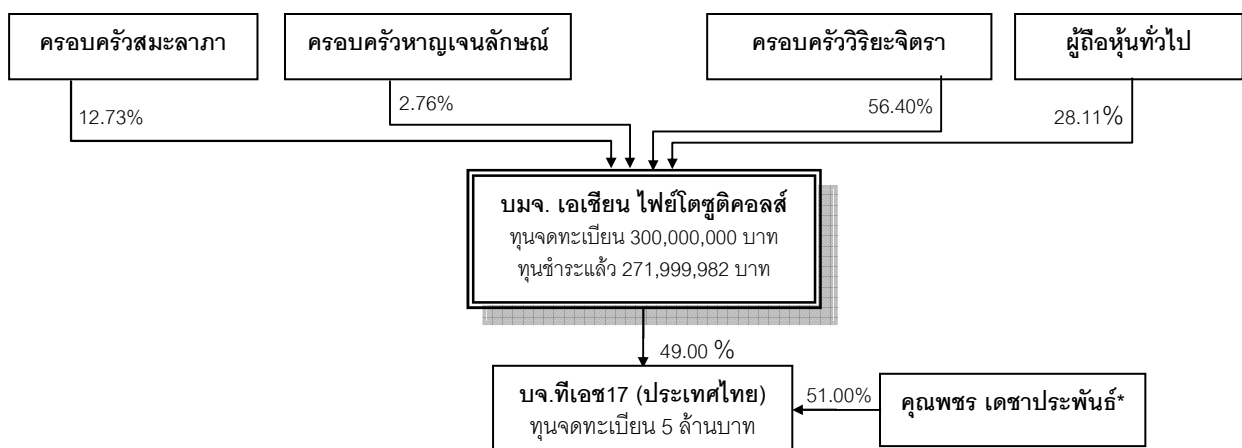 ครอบครัวสมะลาภา
ครอบครัวหาญเจนลักษณ์
ครอบครัววิริยะจิตรา
ผู้ถือหุ้นทั่วไป
12.73%
2.76%
56.40%
28.11%
บมจ. เอเชียน ไฟย์โตซูติคอลส์
ทุนจดทะเบียน 300,000,000 บาท
ทุนชำระแล้ว 271,999,982 บาท
49.00 %
บจ.ทีเอช17 (ประเทศไทย)
ทุนจดทะเบียน 5 ล้านบาท
51.00%
คุณพชร เดชาประพันธ์*